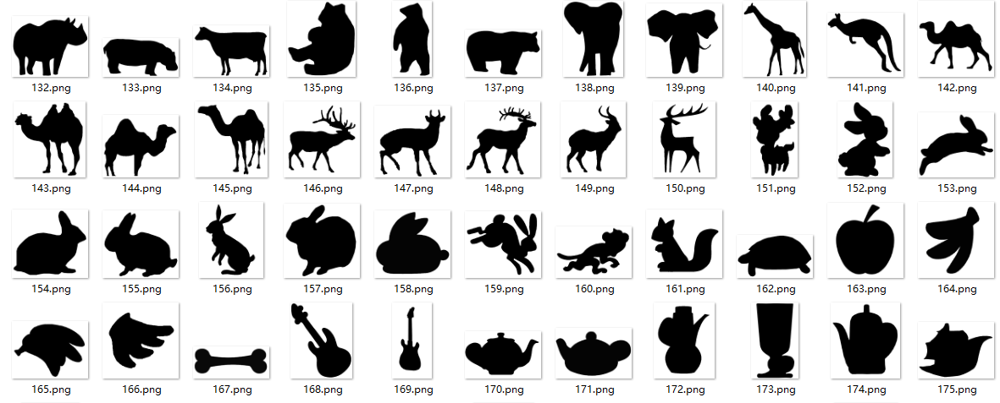 132.png 133.png 134.png 135.png 136.png 137.png 138.png 139.png 140.png 141.png 142.png
143.png 144.png 145.png 146.png 147.png 148.png 149.png 150.png 151.png 152.png 153.png
154.png 155.png 156.png 157.png 158.png 159.png 160.png 161.png 162.png 163.png 164.png
165.png 166.png 167.png 168.png 169.png 170.png 171.png 172.png 173.png 174.png 175.png